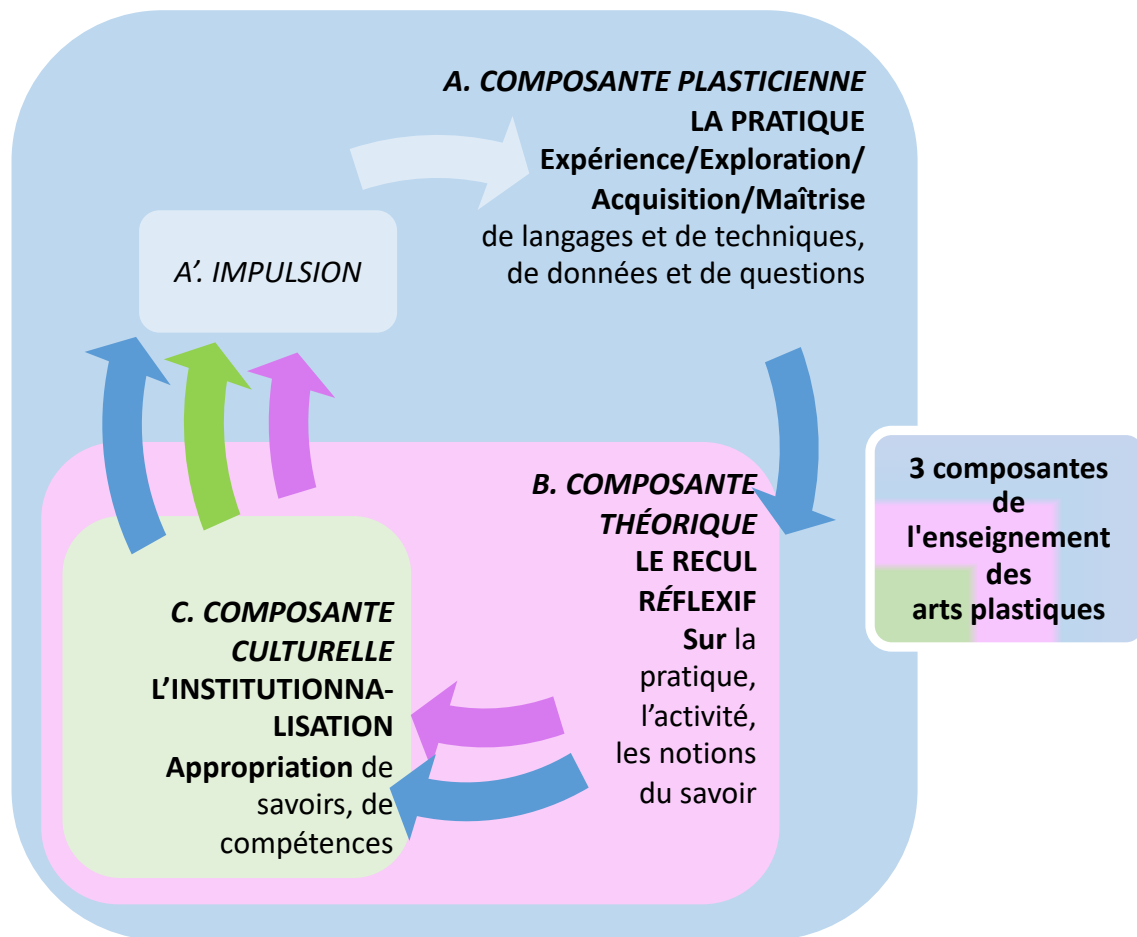 A. COMPOSANTE PLASTICIENNE
LA PRATIQUE
Expérience/Exploration/
Acquisition/Maîtrise
de langages et de techniques,
de données et de questions
A’. IMPULSION
B. COMPOSANTE
THÉORIQUE
LE RECUL
RÉFLEXIF
Sur la
pratique,
l’activité,
les notions
du savoir
C. COMPOSANTE
CULTURELLE
L’INSTITUTIONNA-
LISATION
Appropriation de
savoirs, de
compétences
3 composantes
de
l'enseignement
des
arts plastiques